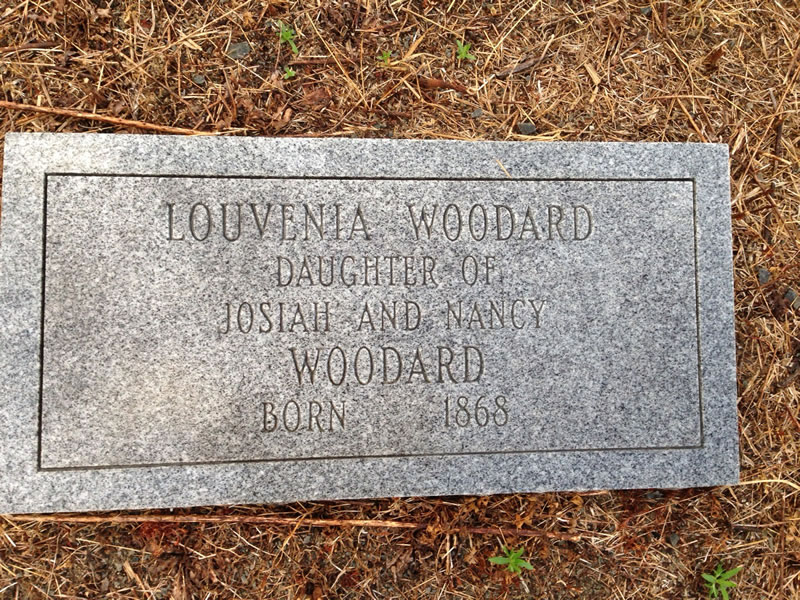 LOUVENIA WOODARD
DAUGHTER OF
JOSIAH AND NANCY
WOODARD
BORN 1868